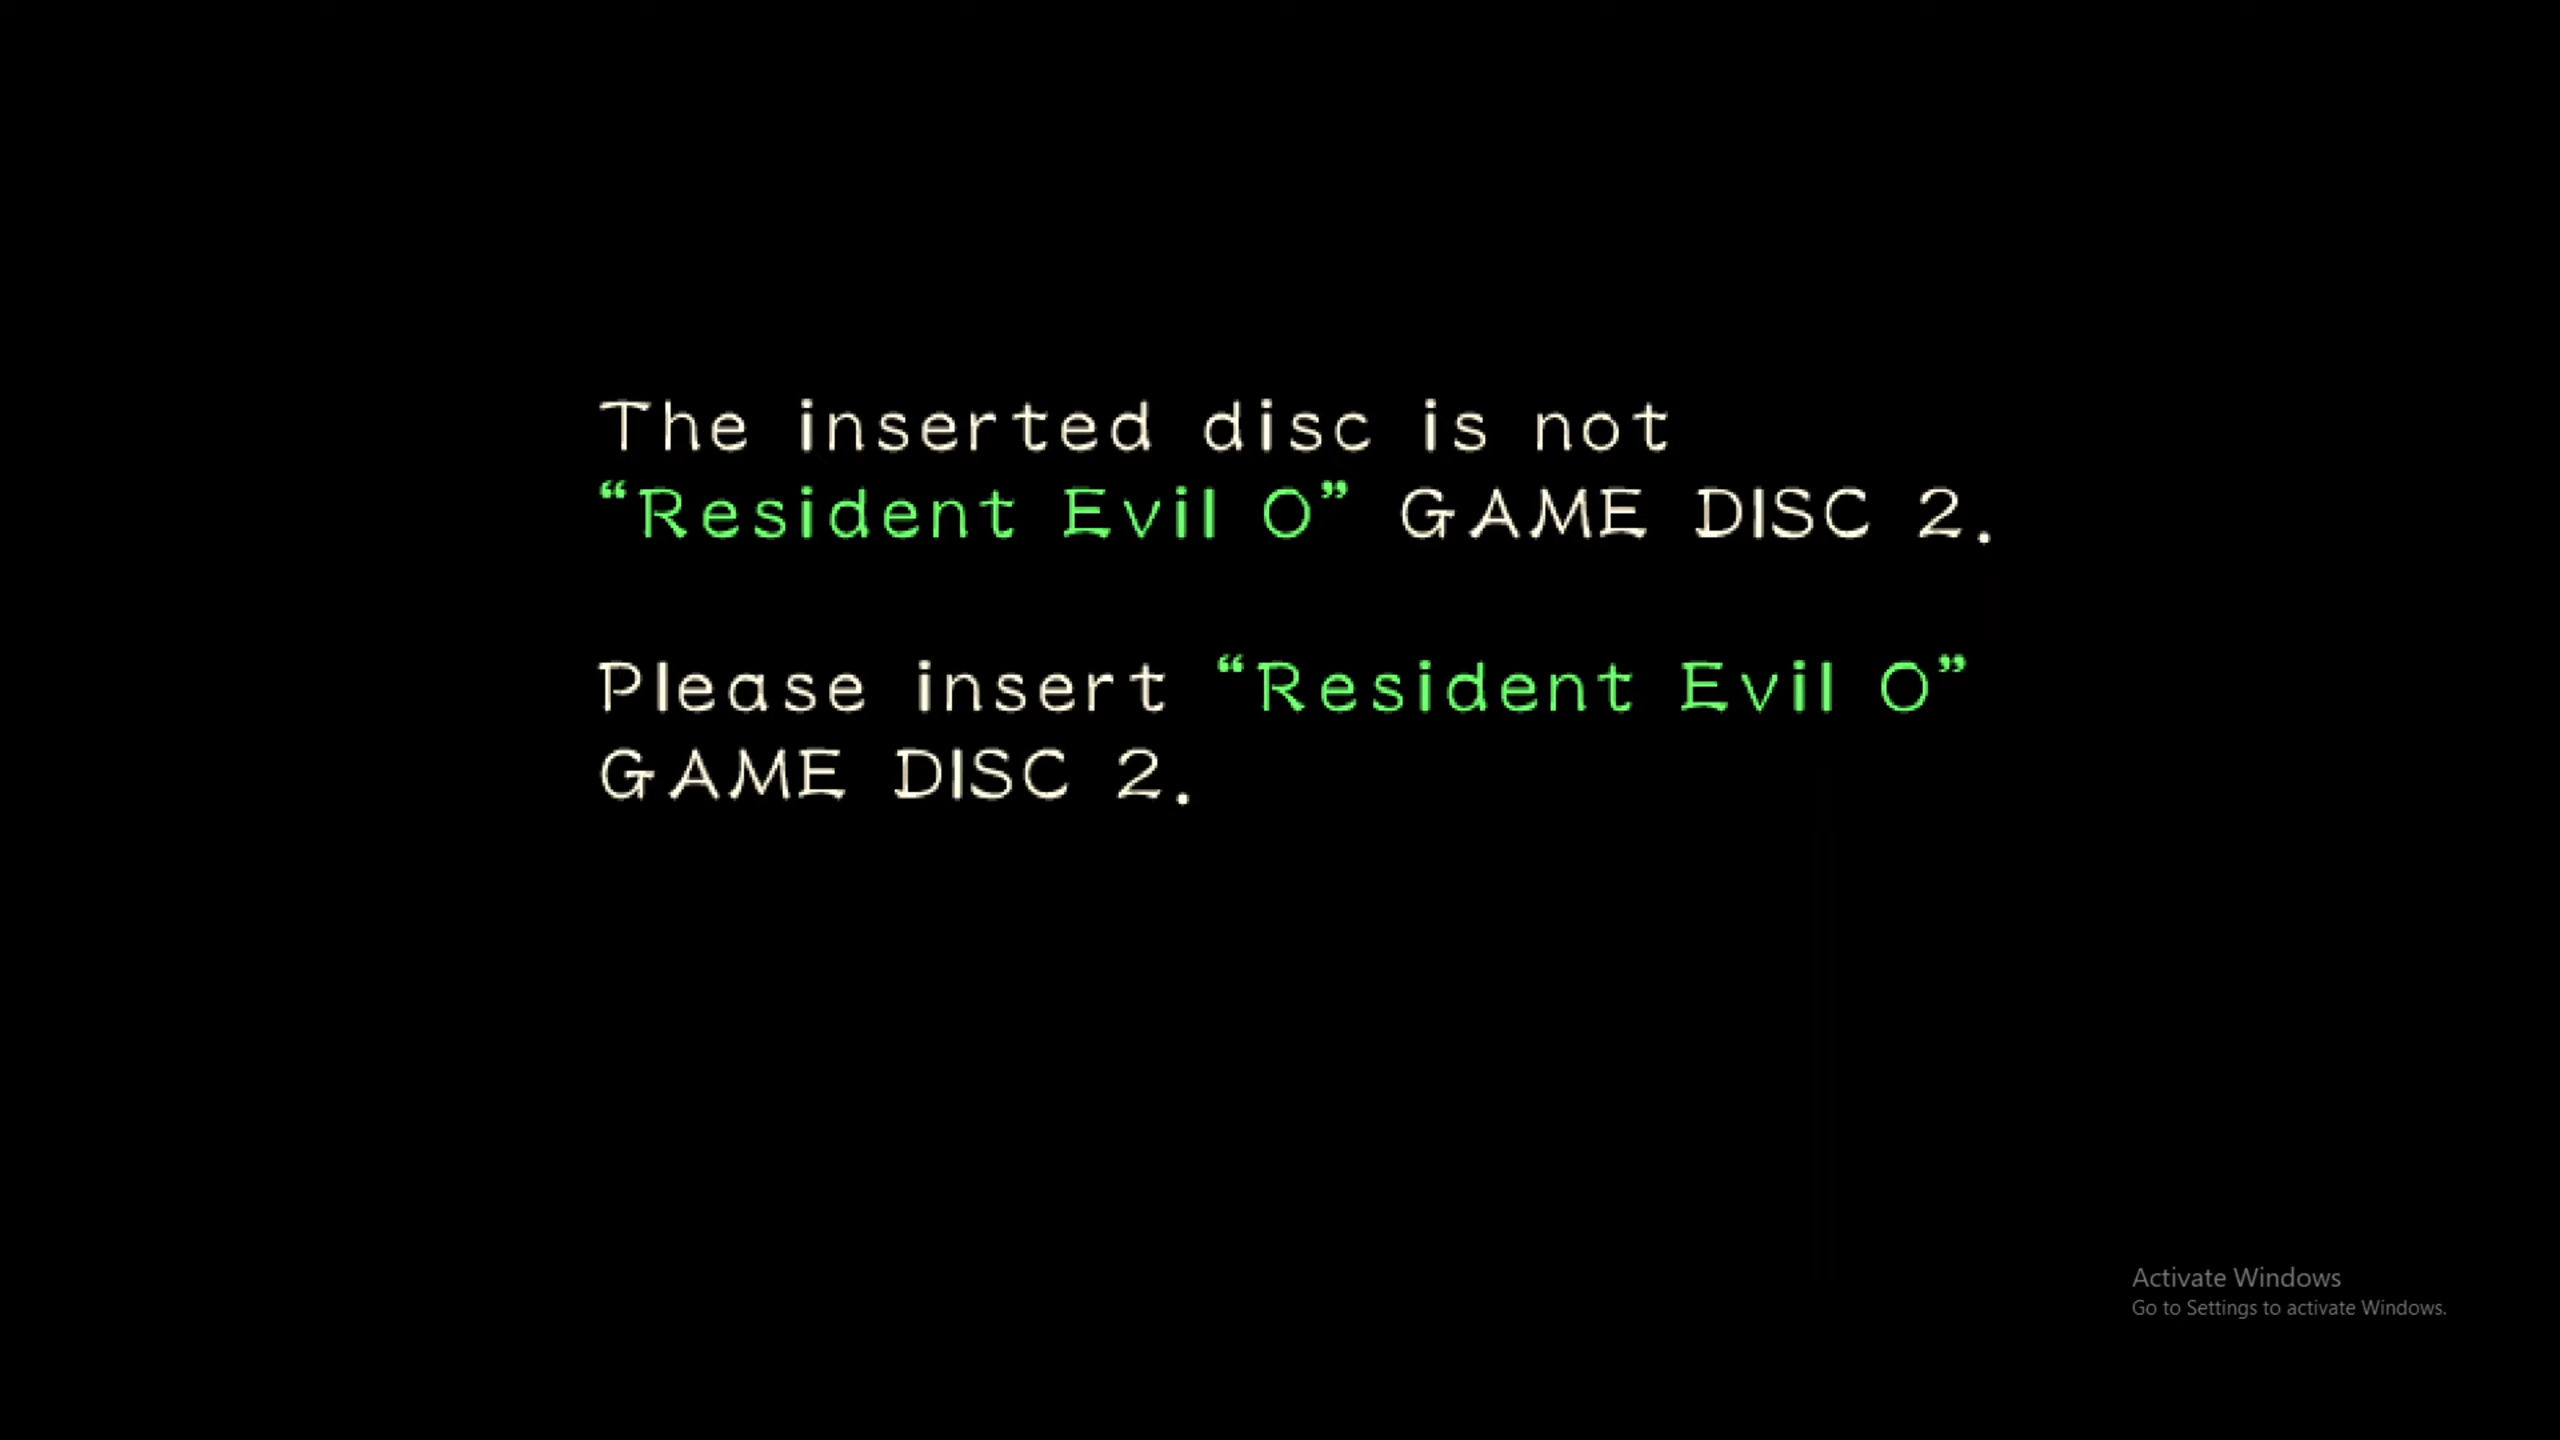 The inserted disc is not
“Resident Evil 0” GAME DISC 2.
Please insert “Resident Evil 0”
GAME DISC 2.
Activate Windows
Go to Settings to activate Windows.